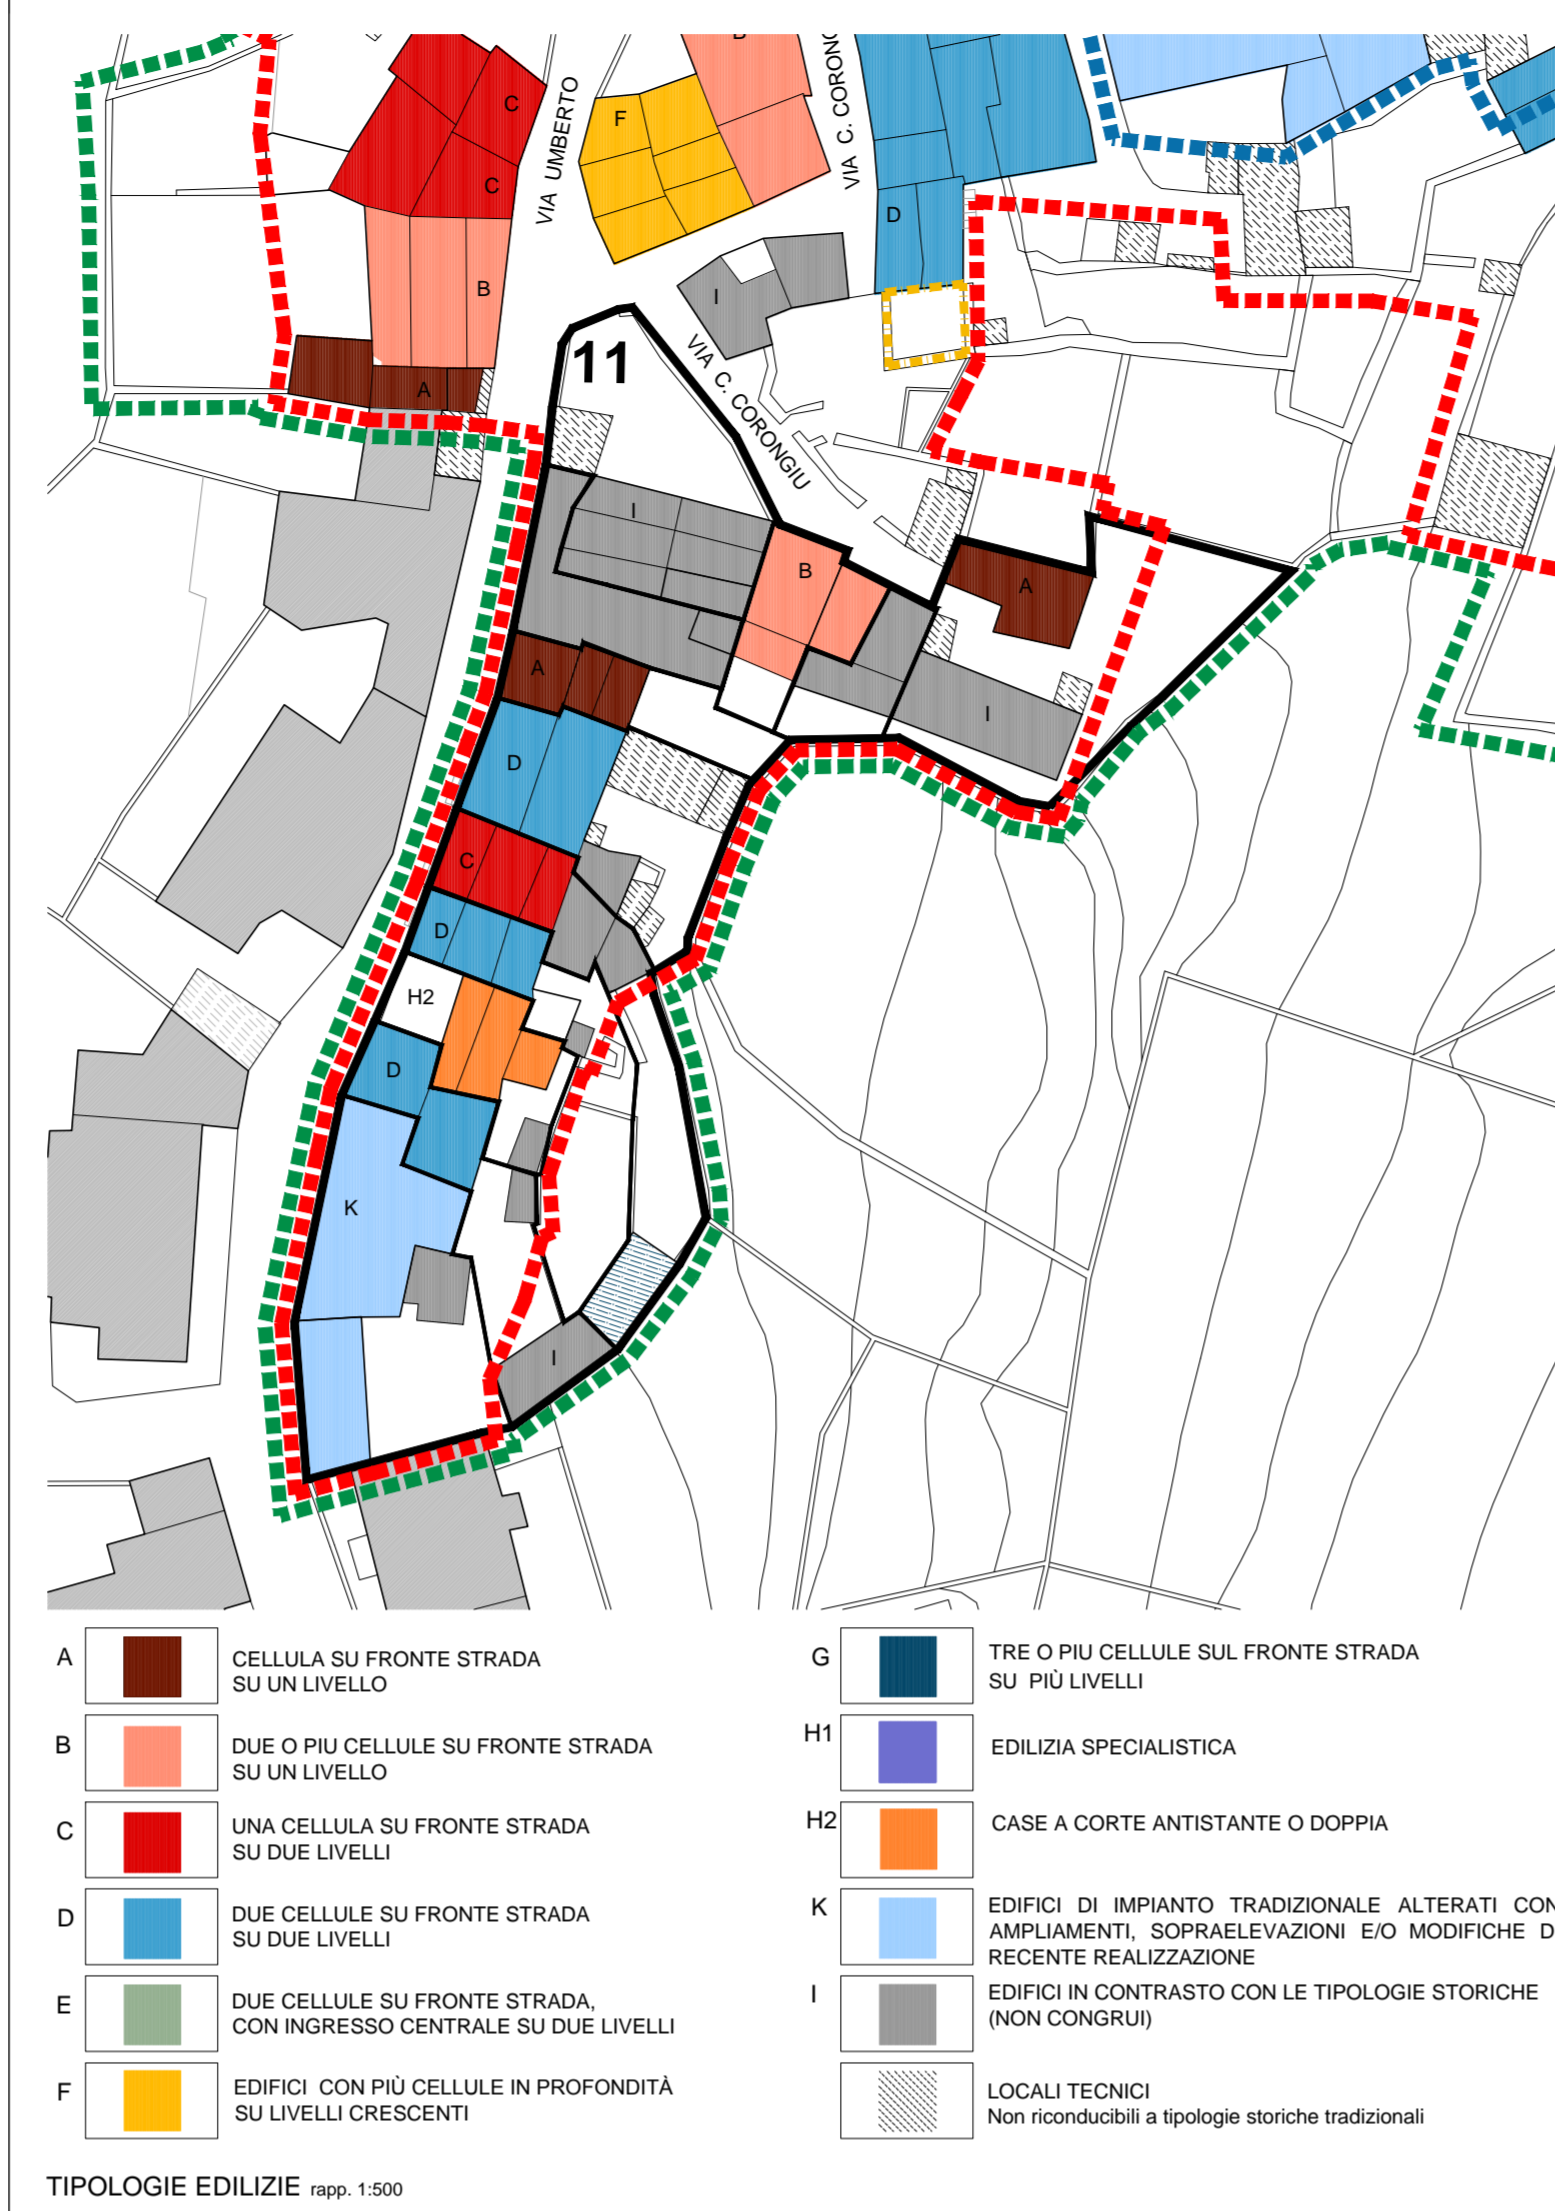 B
VIA UMBERTO
VIA C. CORONG
C
C
F
D
B
I
A
11
VIA C. CORONGIU
I
B
A
A
I
D
C
D
H2
D
K
I
A
CELLULA SU FRONTE STRADA
SU UN LIVELLO
B
DUE O PIU CELLULE SU FRONTE STRADA
SU UN LIVELLO
C
UNA CELLULA SU FRONTE STRADA
SU DUE LIVELLI
D
DUE CELLULE SU FRONTE STRADA
SU DUE LIVELLI
E
DUE CELLULE SU FRONTE STRADA,
CON INGRESSO CENTRALE SU DUE LIVELLI
F
EDIFICI CON PIÙ CELLULE IN PROFONDITÀ
SU LIVELLI CRESCENTI
G
TRE O PIU CELLULE SUL FRONTE STRADA
SU PIÙ LIVELLI
H1
EDILIZIA SPECIALISTICA
H2
CASE A CORTE ANTISTANTE O DOPPIA
K
EDIFICI DI IMPIANTO TRADIZIONALE ALTERATI CON
AMPLIAMENTI, SOPRAELEVAZIONI E/O MODIFICHE D
RECENTE REALIZZAZIONE
I
EDIFICI IN CONTRASTO CON LE TIPOLOGIE STORICHE
(NON CONGRUI)
LOCALI TECNICI
Non riconducibili a tipologie storiche tradizionali
TIPOLOGIE EDILIZIE rapp. 1:500